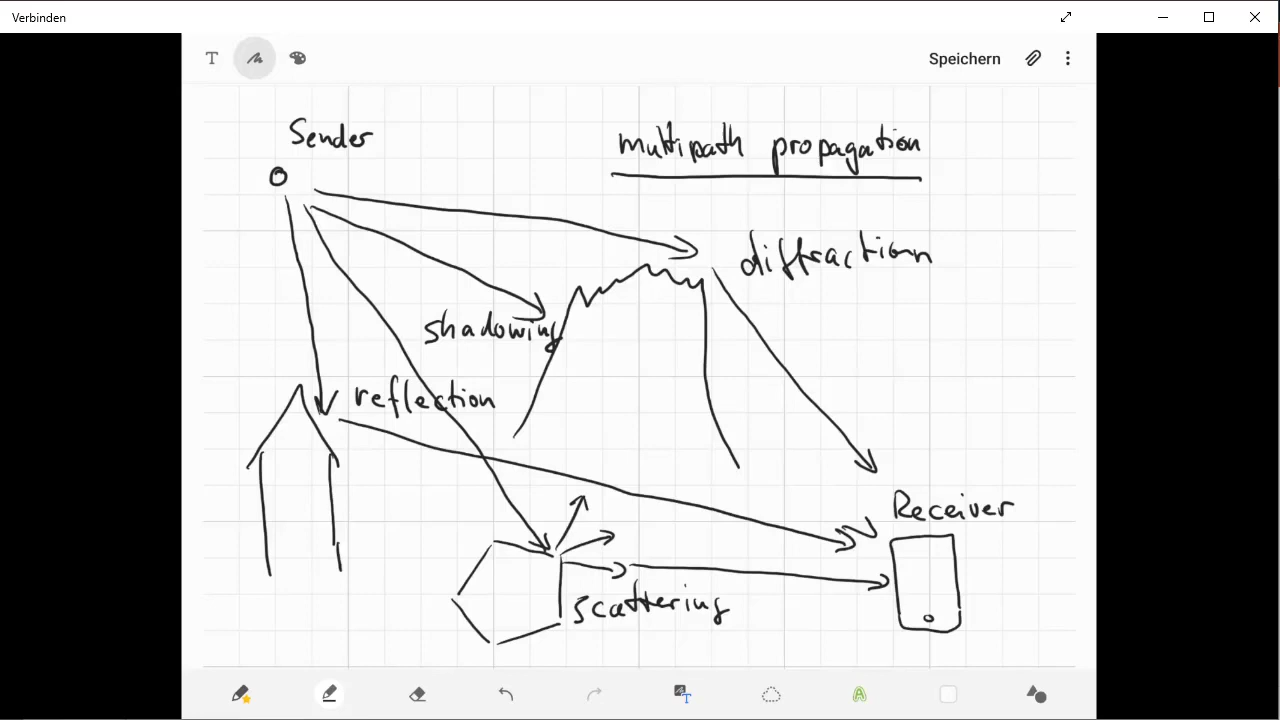 Verbinden
T
Speichern
Sender
multipath propagation
diffraction
shadowing
reflection
Receiver
scattering